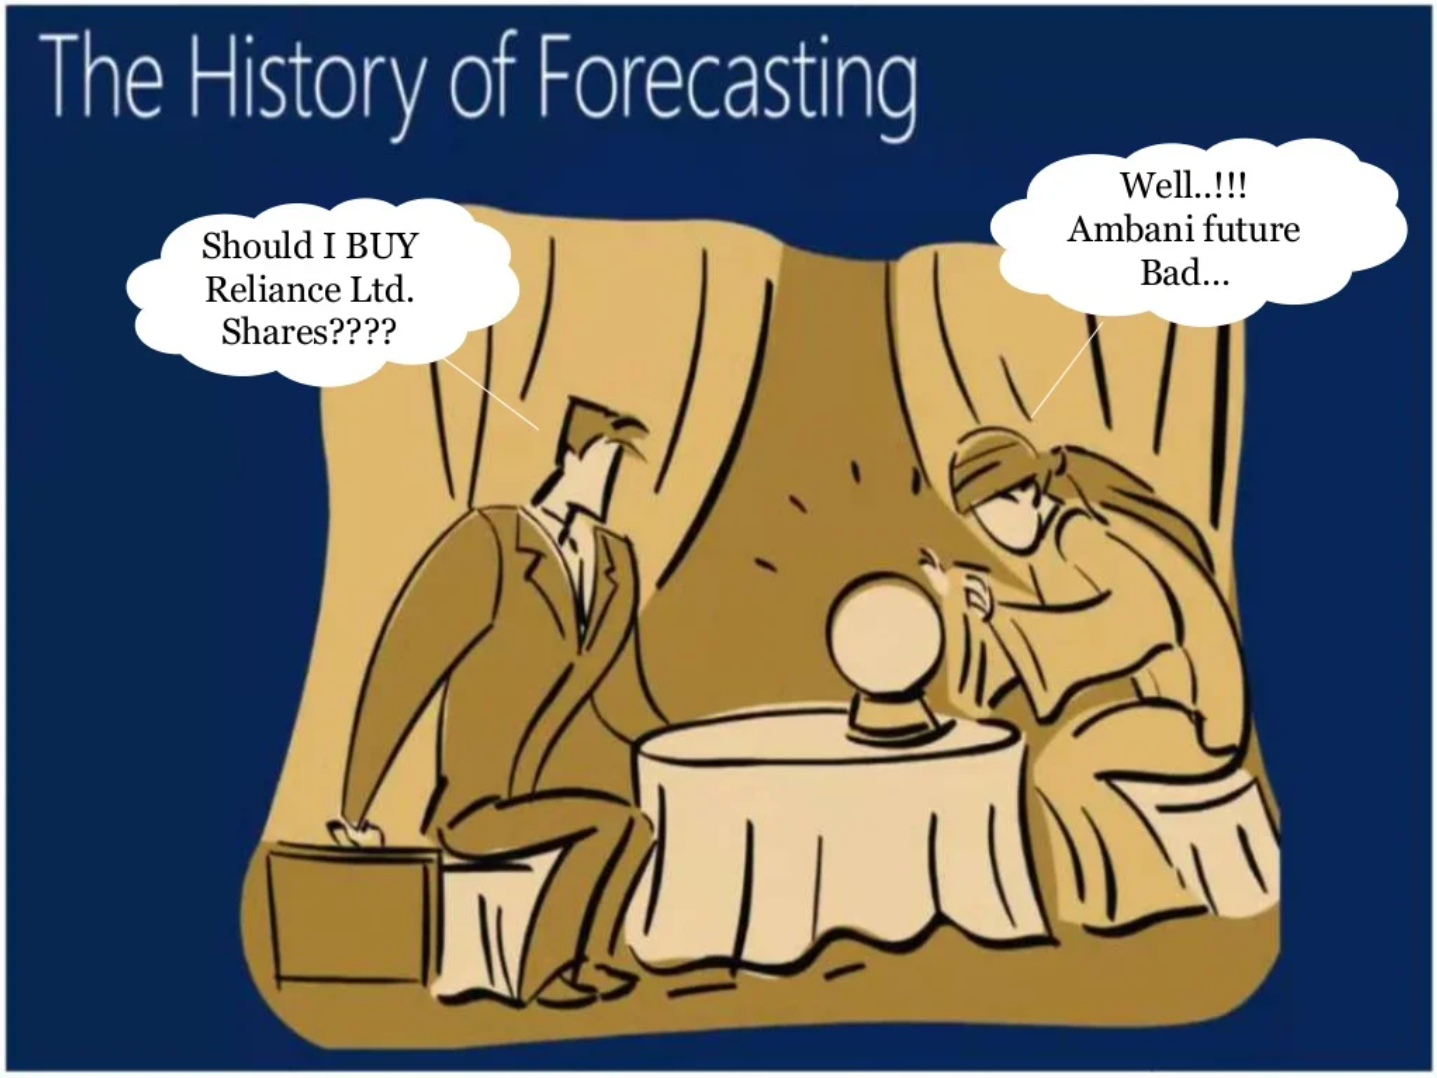 The History of Forecasting
Should I BUY
Reliance Ltd.
Shares????
Well..!!!
Ambani future
Bad...